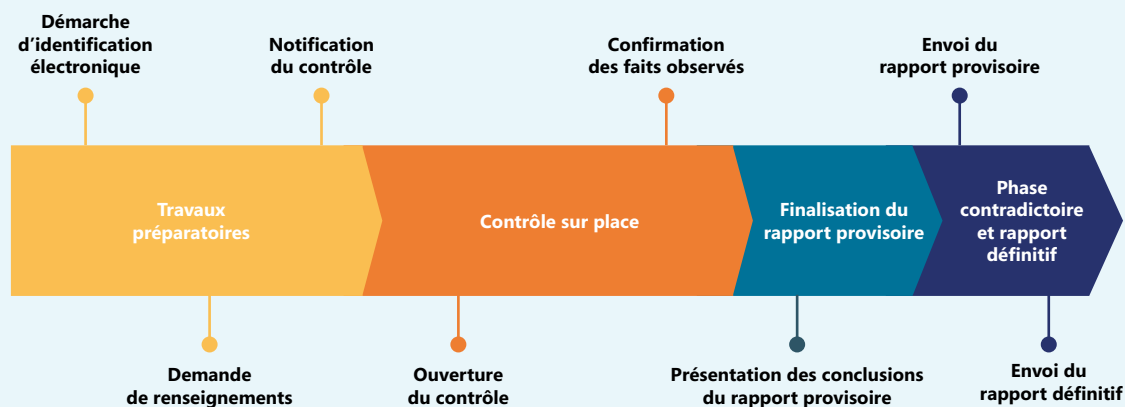 Démarche
d’identification
électronique
Notification
du contrôle
Confirmation
des faits observés
Envoi du
rapport provisoire
Travaux
préparatoires
Contrôle sur place
Finalisation du
rapport provisoire
Phase
contradictoire
et rapport
définitif
Demande
de renseignements
Ouverture
du contrôle
Présentation des conclusions
du rapport provisoire
Envoi du
rapport définitif